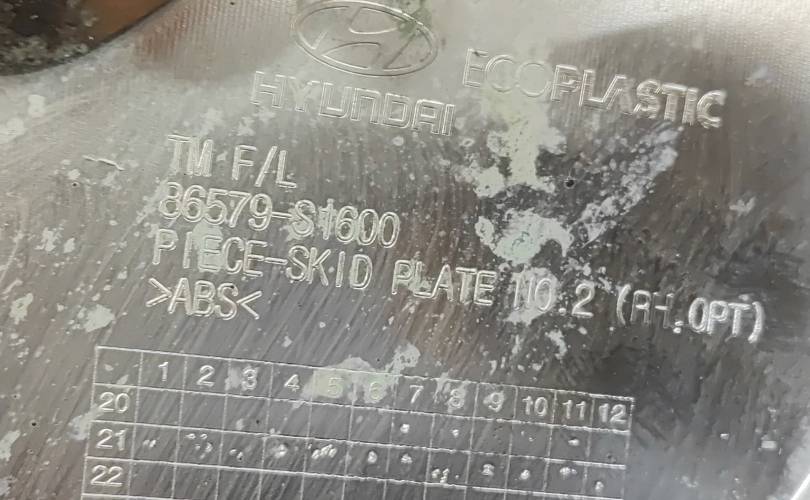 HYUNDAI ECOPLASTIC
TM F/L
86579-S1600
PIECE-SKID PLATE NO.2 (RH.OPT)
>ABS<
1 2 3 4 5 6 7 8 9 10 11 12
20
21
22